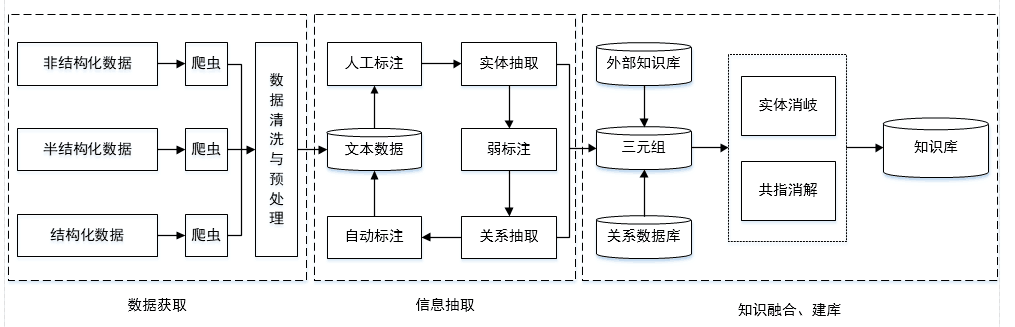 非结构化数据
爬虫
半结构化数据
爬虫
结构化数据
爬虫
数据清洗与预处理
数据获取
人工标注
实体抽取
文本数据
弱标注
自动标注
关系抽取
信息抽取
外部知识库
三元组
关系数据库
实体消岐
共指消解
知识库
知识融合、建库